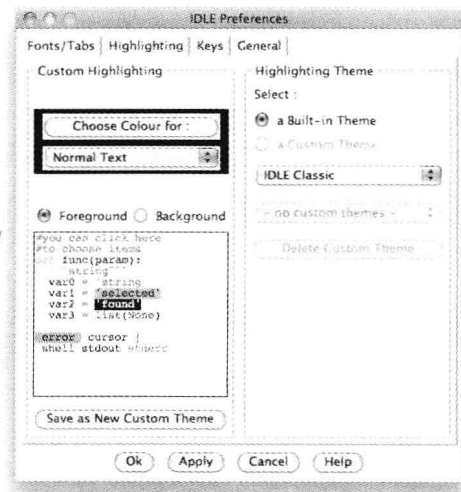 IDLE Preferences
Fonts/Tabs Highlighting Keys General
Custom Highlighting
Choose Colour for :
Normal Text
Foreground Background
#you can click here
#to choose items
def func(param):
"""string"""
var0 = 'string'
var1 = 'selected'
var2 = 'found'
var3 = list(None)
error cursor |
shell stdout stderr
Save as New Custom Theme
Highlighting Theme
Select :
a Built-in Theme
a Custom Theme
IDLE Classic
- no custom themes -
Delete Custom Theme
Ok Apply Cancel Help